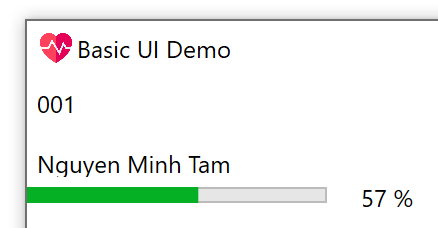 Basic UI Demo
001
Nguyen Minh Tam
57 %